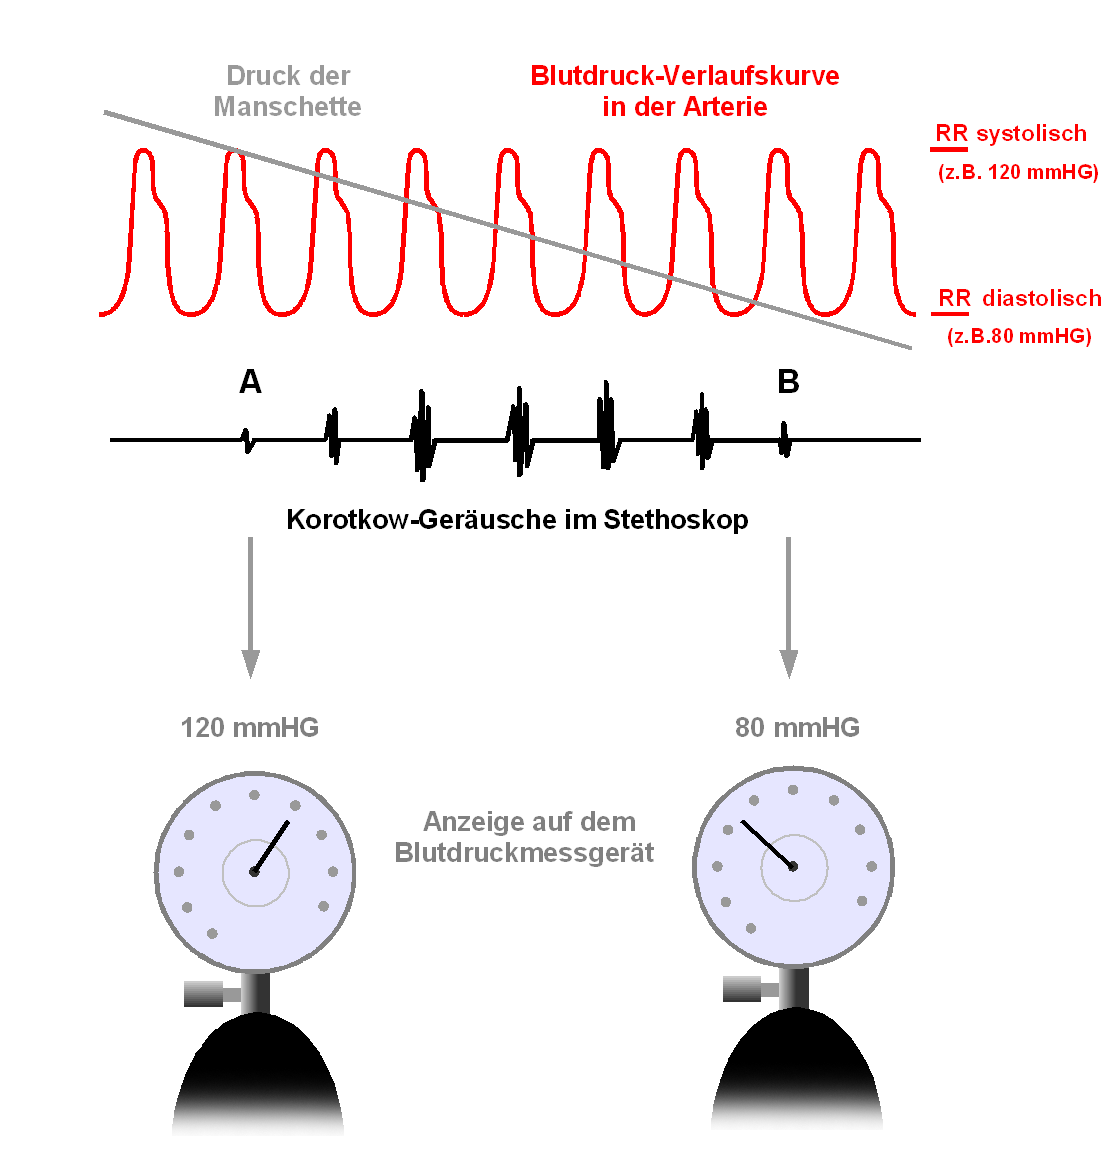 Druck der
Manschette
Blutdruck-Verlaufskurve
in der Arterie
RR systolisch
(z.B. 120 mmHG)
RR diastolisch
(z.B.80 mmHG)
A
B
Korotkow-Geräusche im Stethoskop
120 mmHG
80 mmHG
Anzeige auf dem
Blutdruckmessgerät